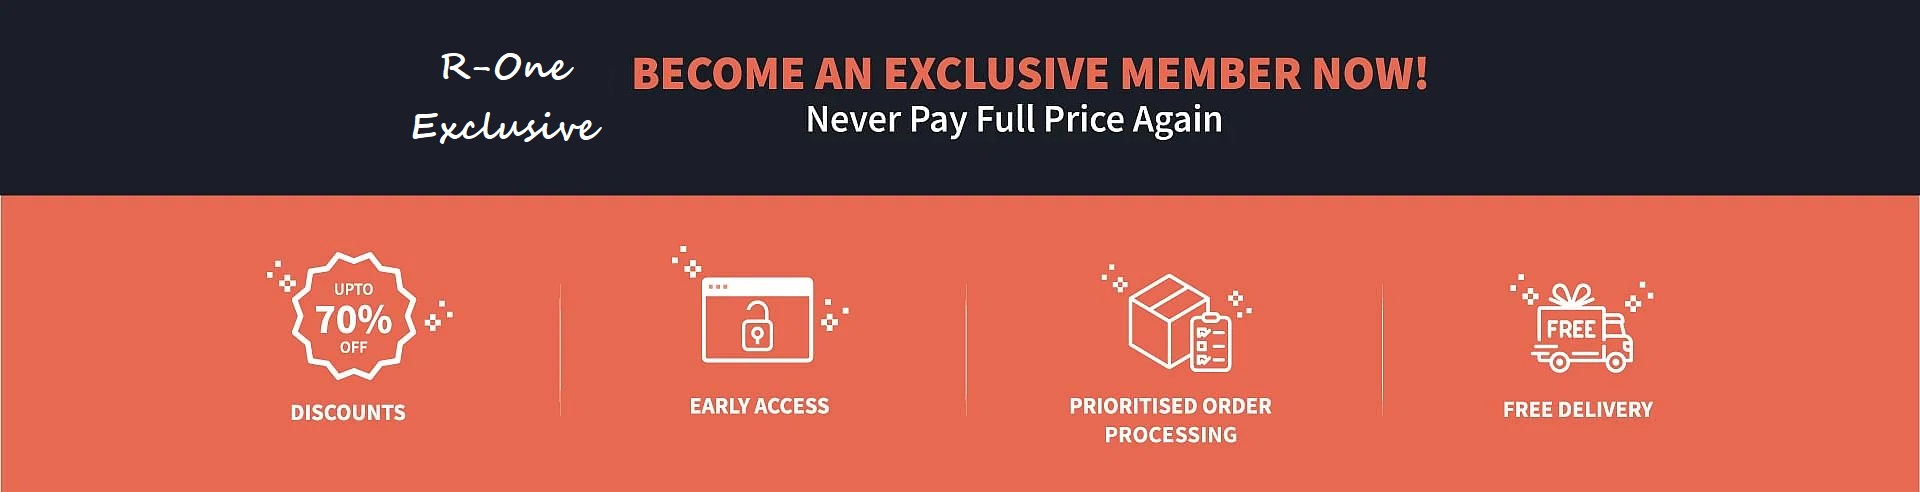 R-One
Exclusive
BECOME AN EXCLUSIVE MEMBER NOW!
Never Pay Full Price Again
UPTO
70%
OFF
DISCOUNTS
EARLY ACCESS
PRIORITISED ORDER
PROCESSING
FREE
FREE DELIVERY